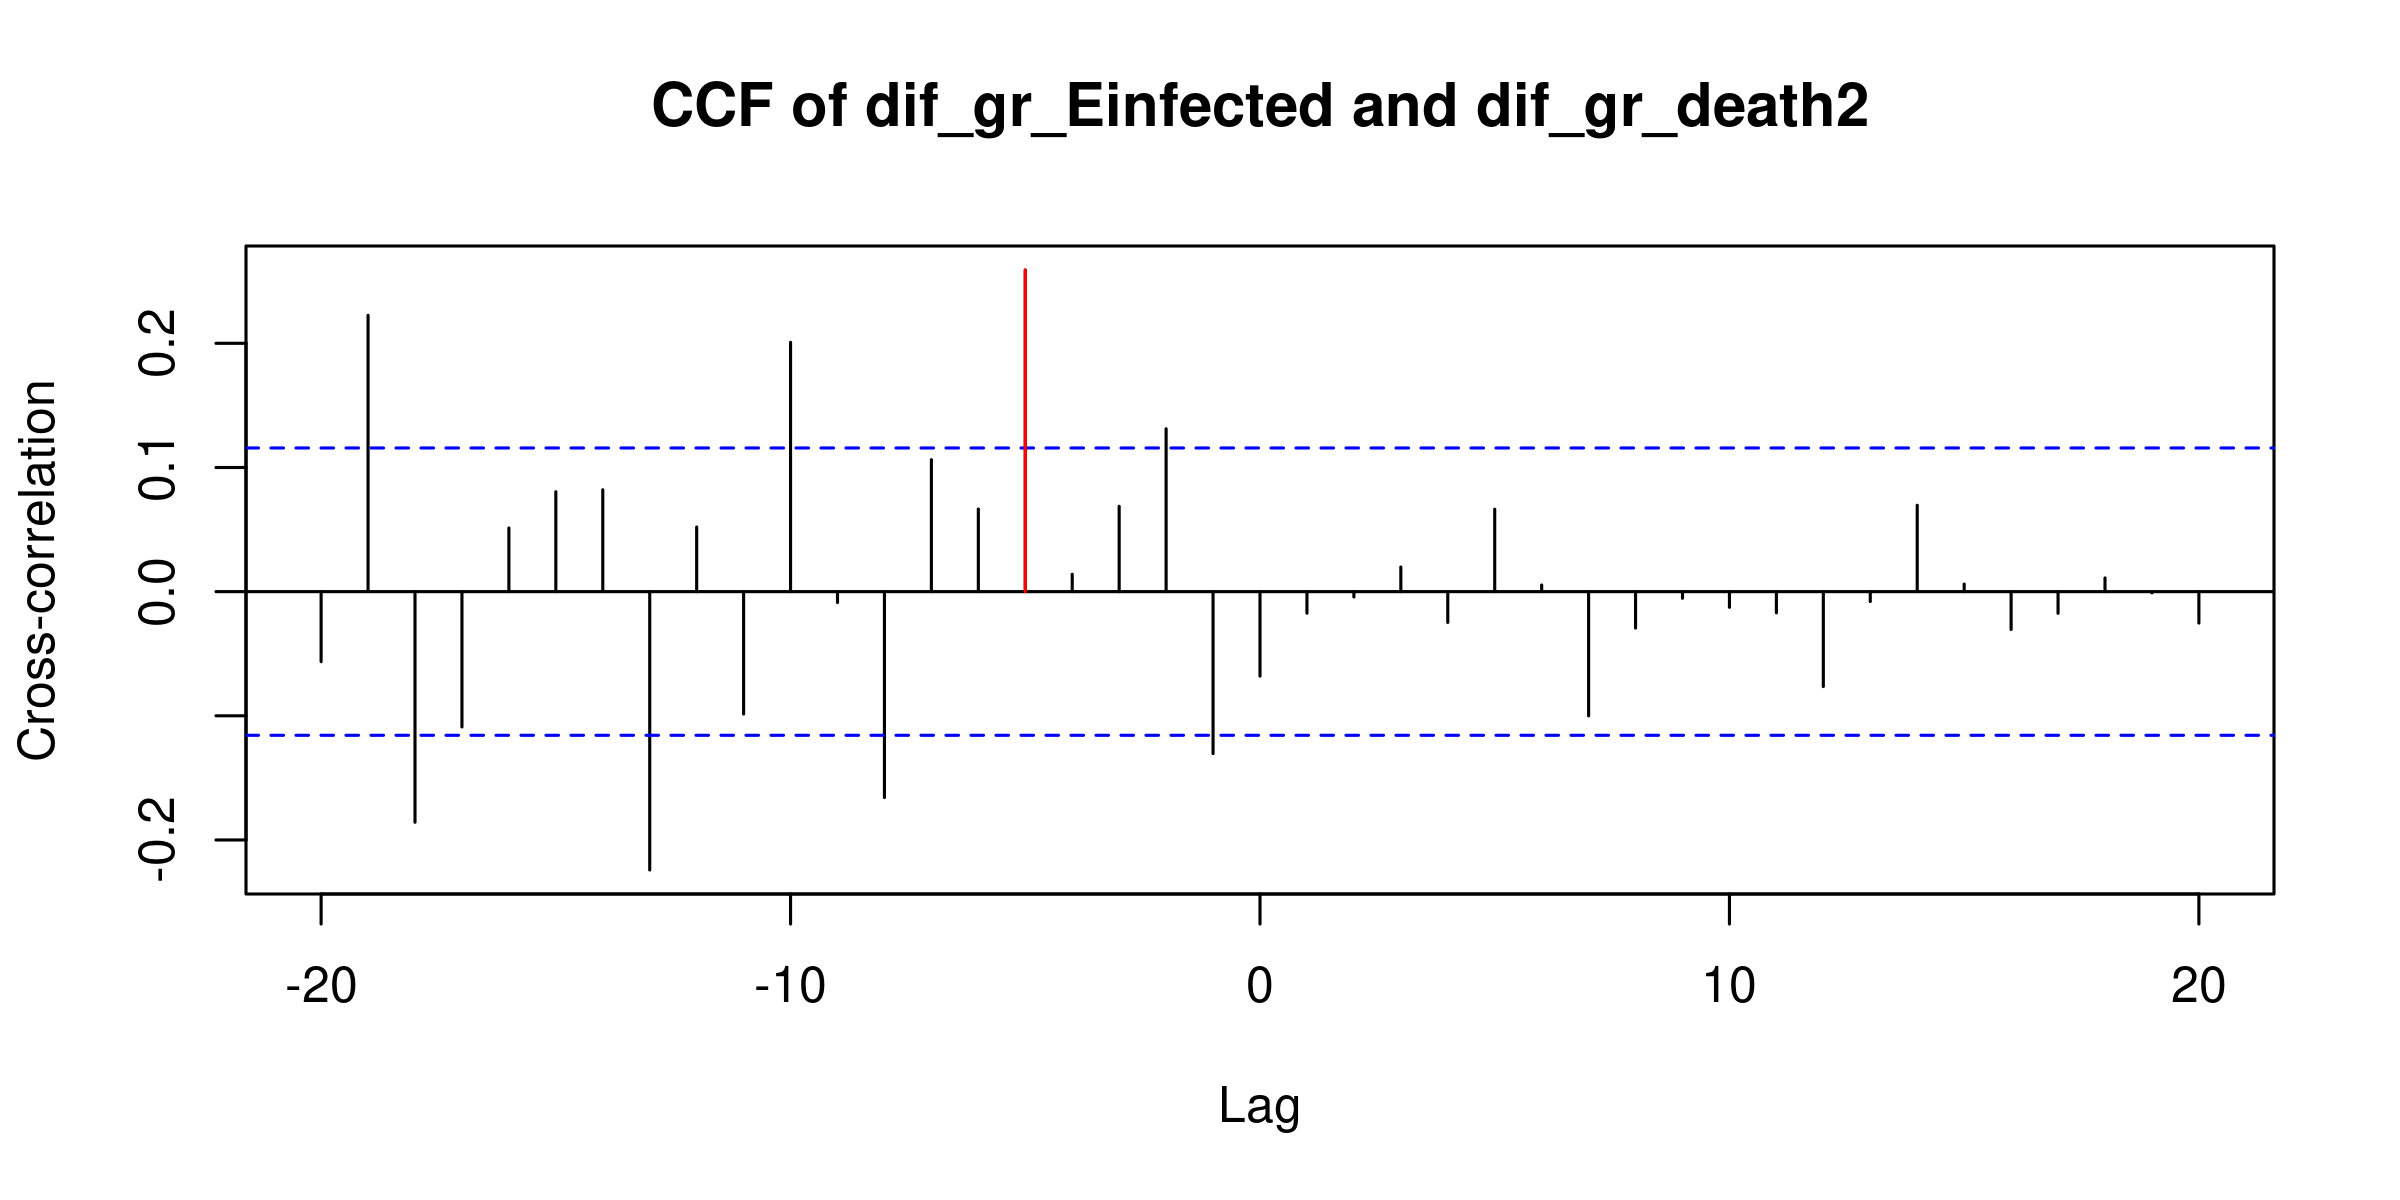 CCF of dif_gr_Einfected and dif_gr_death2
Cross-correlation
0.2
0.1
0.0
-0.2
-20 -10 0 10 20
Lag